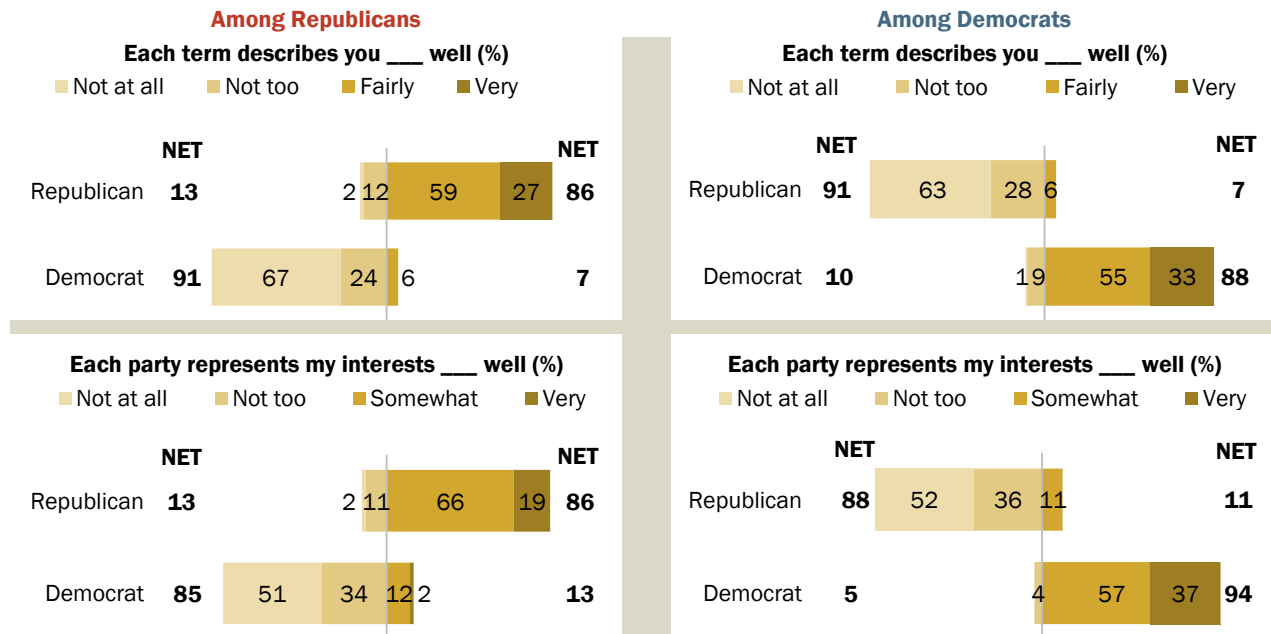 Among Republicans
Each term describes you ___ well (%)
Not at all Not too Fairly Very
NET NET
Republican 13 2 12 59 27 86
Democrat 91 67 24 6 7
Among Democrats
Each term describes you ___ well (%)
Not at all Not too Fairly Very
NET NET
Republican 91 63 28 6 7
Democrat 10 1 9 55 33 88
Each party represents my interests ___ well (%)
Not at all Not too Somewhat Very
NET NET
Republican 13 2 11 66 19 86
Democrat 85 51 34 12 2 13
Each party represents my interests ___ well (%)
Not at all Not too Somewhat Very
NET NET
Republican 88 52 36 11 11
Democrat 5 4 57 37 94